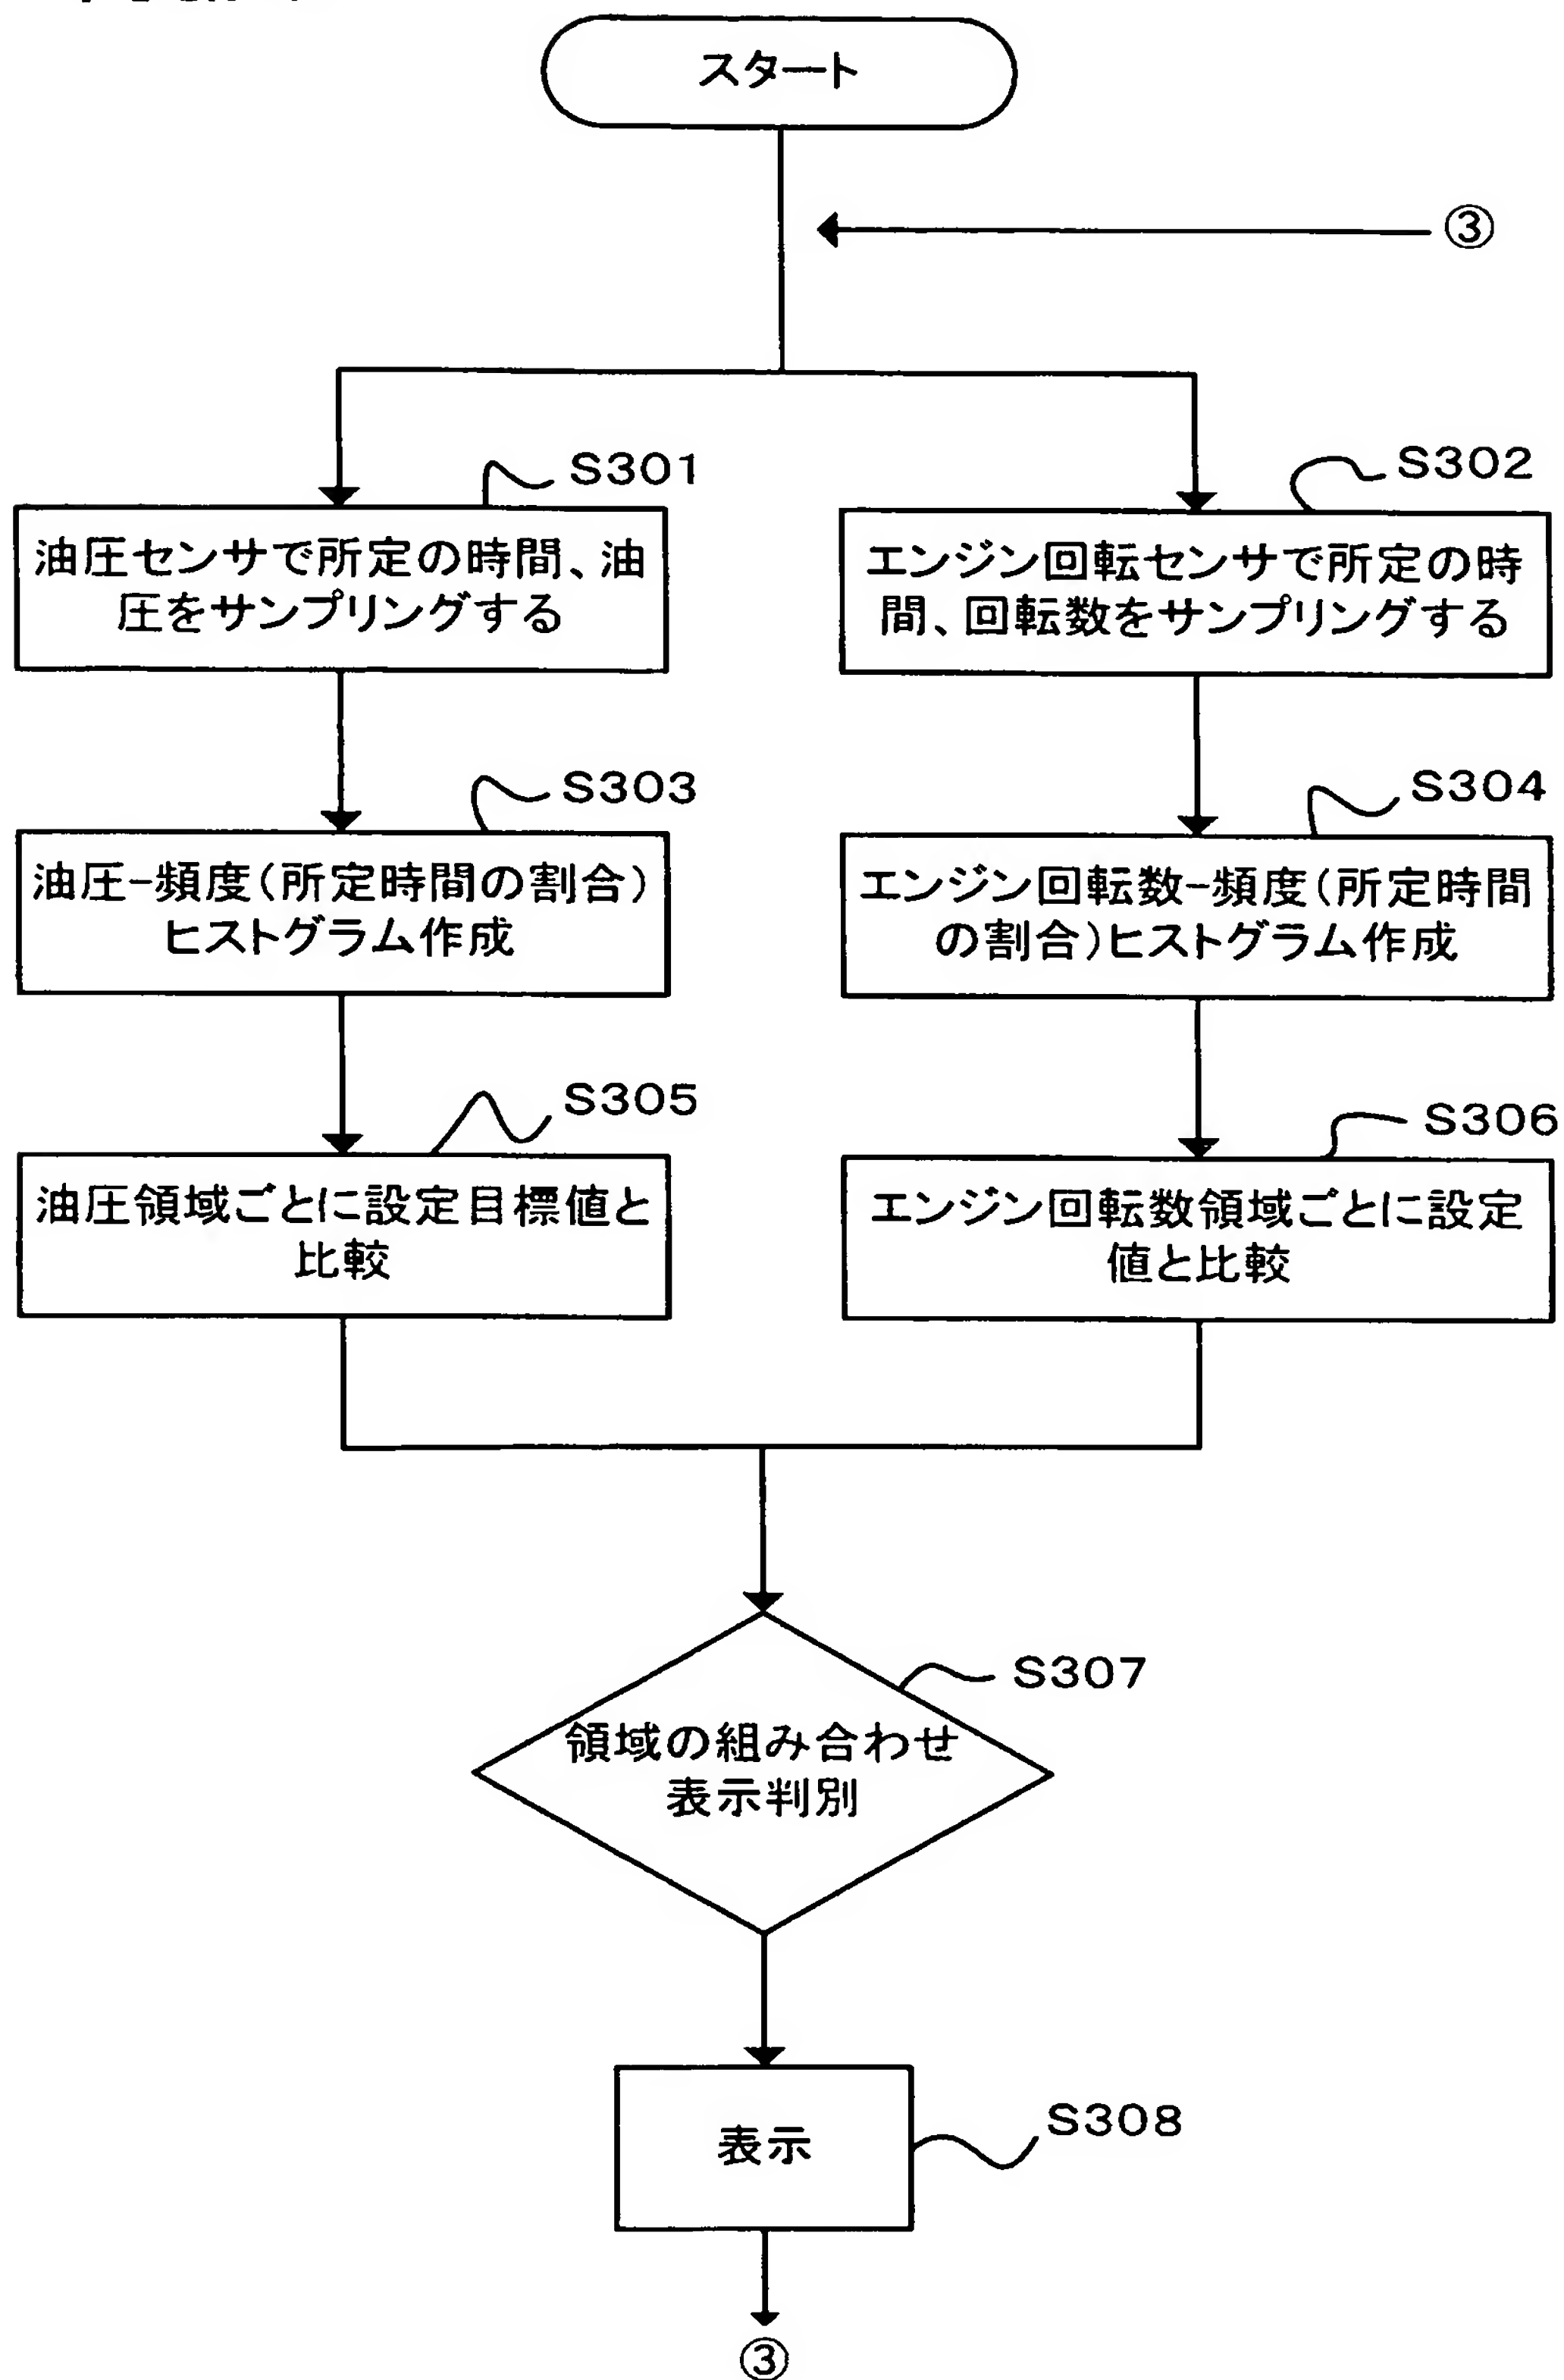 スタート
③
S301
油圧センサで所定の時間、油
圧をサンプリングする
S302
エンジン回転センサで所定の時
間、回転数をサンプリングする
S303
油圧-頻度(所定時間の割合)
ヒストグラム作成
S304
エンジン回転数-頻度(所定時間
の割合)ヒストグラム作成
S305
油圧領域ごとに設定目標値と
比較
S306
エンジン回転数領域ごとに設定
値と比較
S307
領域の組み合わせ
表示判別
表示
S308
③